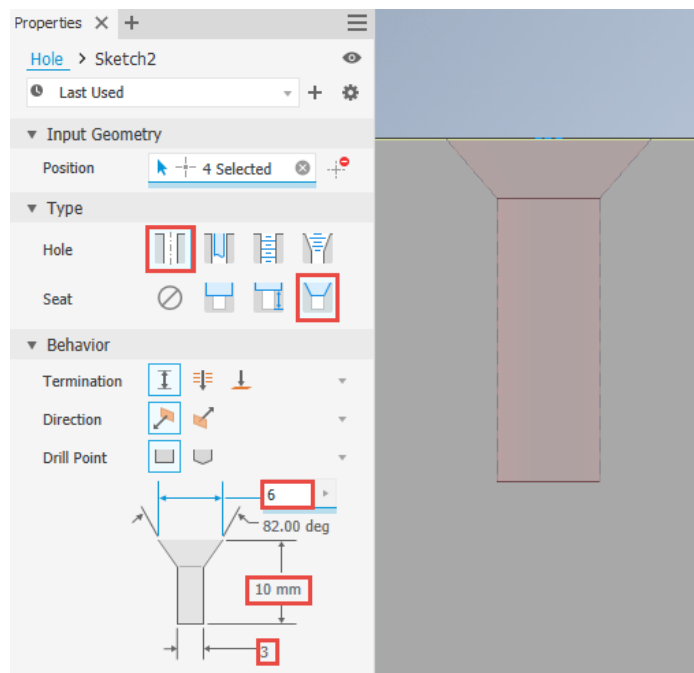 Properties
Hole > Sketch2
Last Used
Input Geometry
Position 4 Selected
Type
Hole
Seat
Behavior
Termination
Direction
Drill Point
6
82.00 deg
10 mm
3